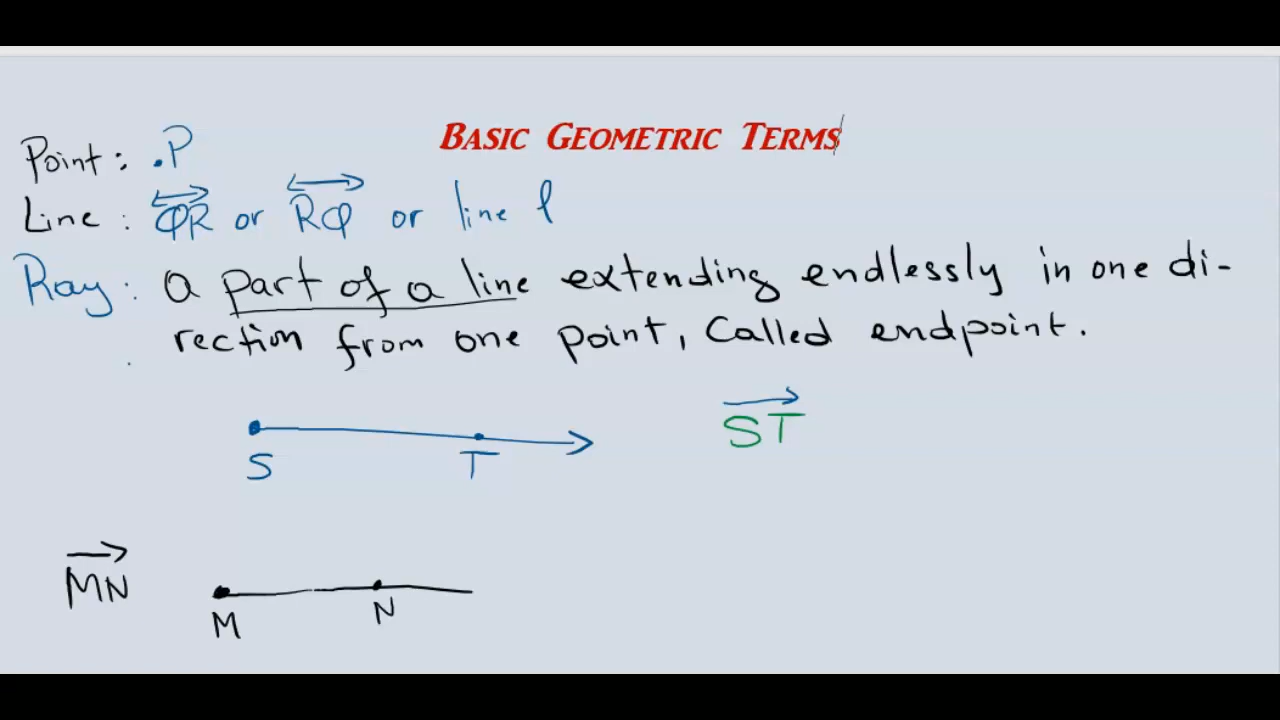 BASIC GEOMETRIC TERMS
Point: .P
Line: QR or RQ or line l
Ray: a part of a line extending endlessly in one di-
rection from one point, Called endpoint.
ST
S T
MN
M N